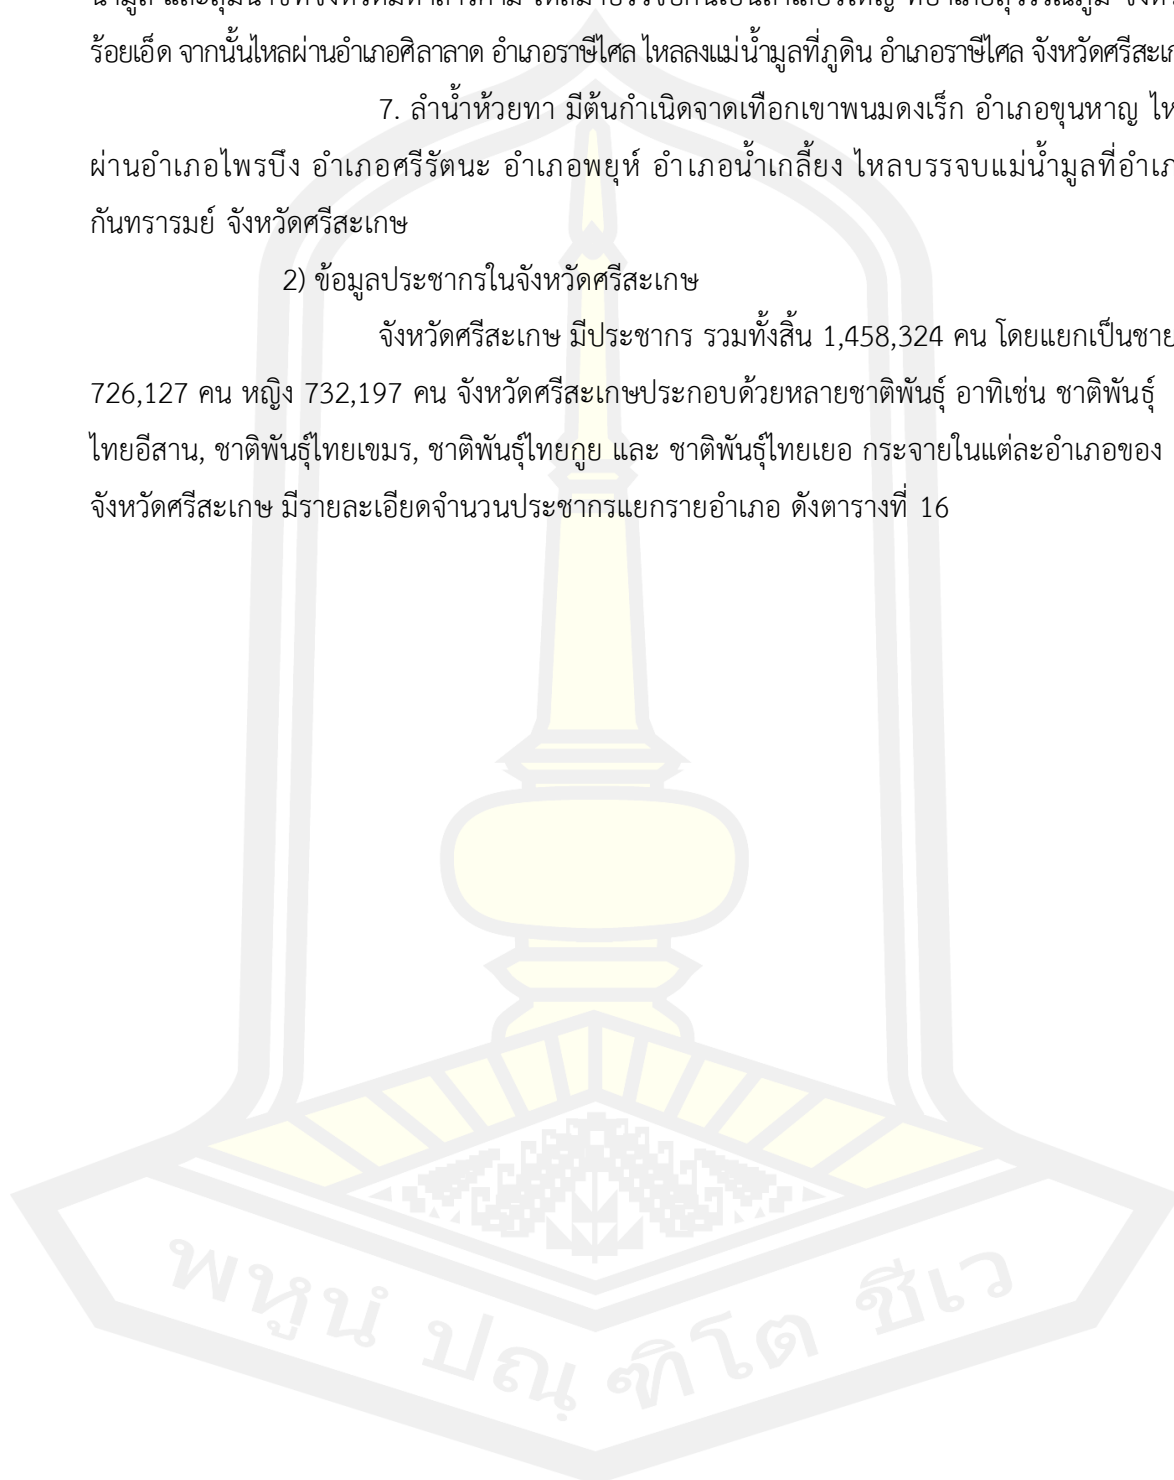 ร้อยเอ็ด จากนั้นไหลผ่านอำเภอศิลาลาด อำเภอราษีไศล ไหลลงแม่น้ำมูลที่ภูดิน อำเภอราษีไศล จังหวัดศรีสะเก
7. ลำน้ำห้วยทา มีต้นกำเนิดจาดเทือกเขาพนมดงเร็ก อำเภอขุนหาญ ไห
ผ่านอำเภอไพรบึง อำเภอศรีรัตนะ อำเภอพยุห์ อำเภอน้ำเกลี้ยง ไหลบรรจบแม่น้ำมูลที่อำเภ
กันทรารมย์ จังหวัดศรีสะเกษ
2) ข้อมูลประชากรในจังหวัดศรีสะเกษ
จังหวัดศรีสะเกษ มีประชากร รวมทั้งสิ้น 1,458,324 คน โดยแยกเป็นชาย
726,127 คน หญิง 732,197 คน จังหวัดศรีสะเกษประกอบด้วยหลายชาติพันธุ์ อาทิเช่น ชาติพันธุ์
ไทยอีสาน, ชาติพันธุ์ไทยเขมร, ชาติพันธุ์ไทยกูย และ ชาติพันธุ์ไทยเยอ กระจายในแต่ละอำเภอของ
จังหวัดศรีสะเกษ มีรายละเอียดจำนวนประชากรแยกรายอำเภอ ดังตารางที่ 16
พหูนํ ปณฺฑิโต ชีเว